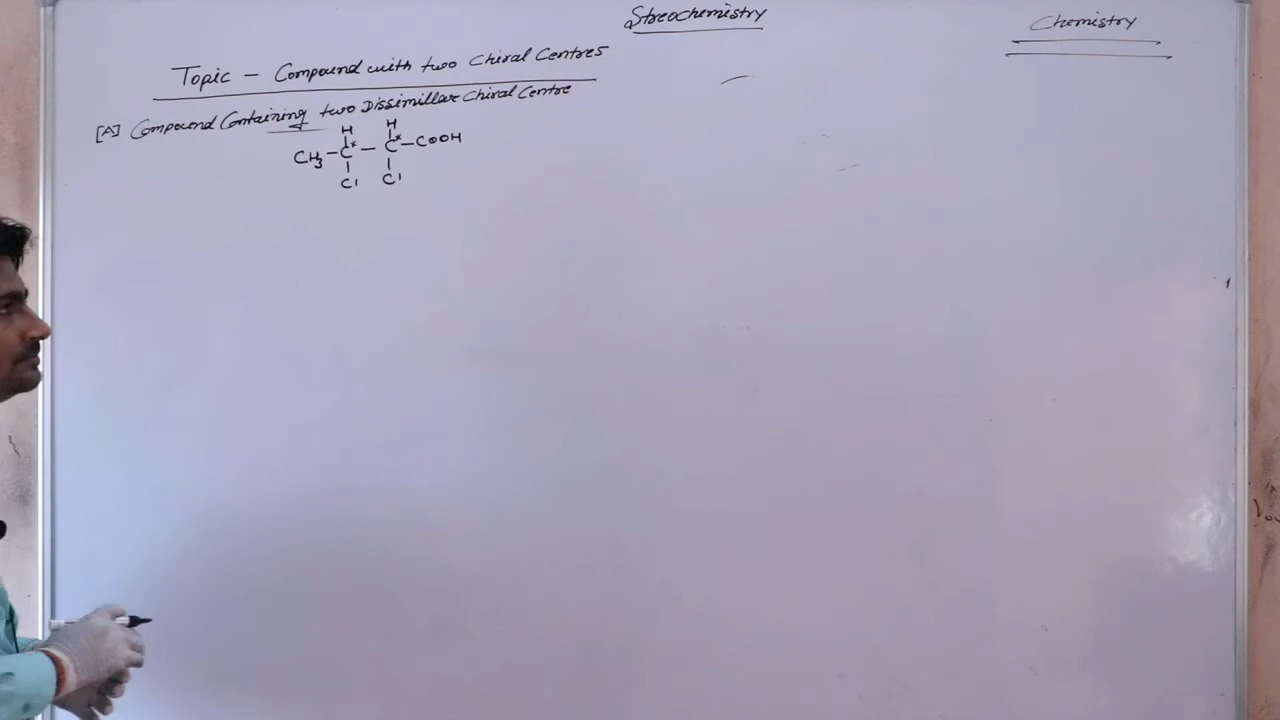 Streochemistry
Chemistry
Topic - Compound with two Chiral Centres
[A] Compound Containing two Dissimillar Chiral Centre
H H
CH3-C*-C*-COOH
Cl Cl